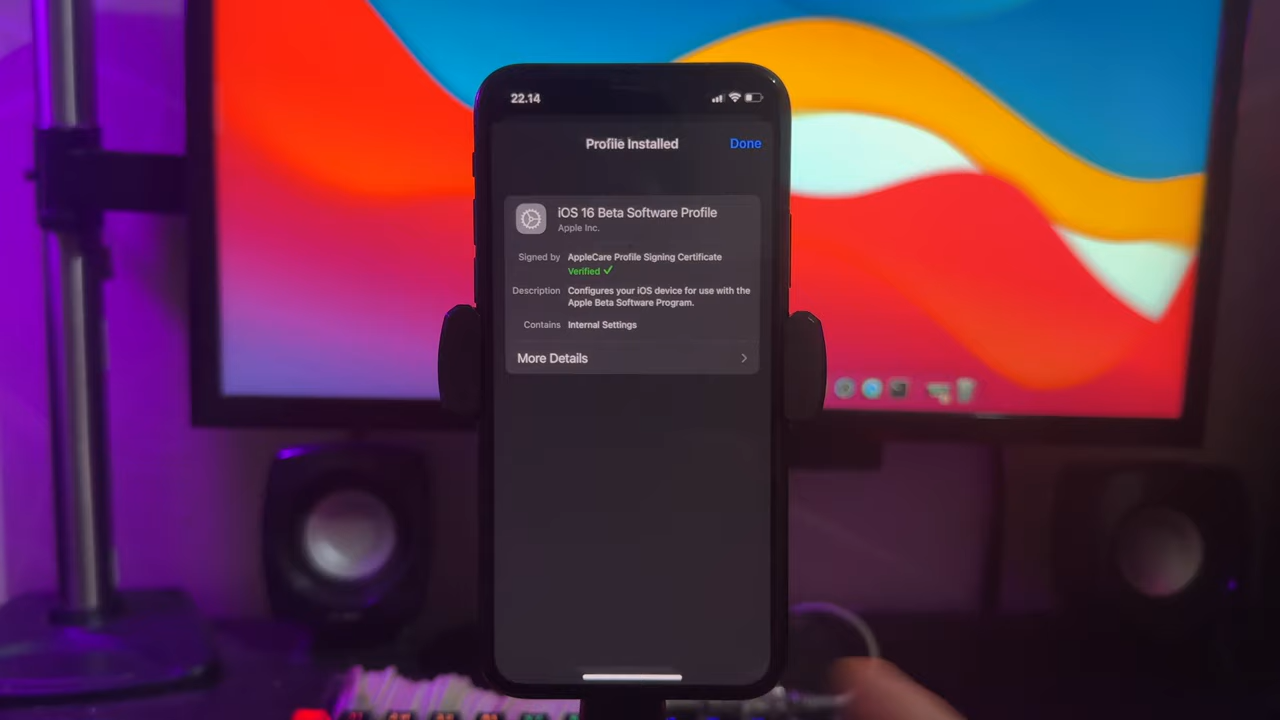 22.14
Profile Installed
Done
iOS 16 Beta Software Profile
Apple Inc.
Signed by AppleCare Profile Signing Certificate
Verified ✓
Description Configures your iOS device for use with the
Apple Beta Software Program.
Contains Internal Settings
More Details